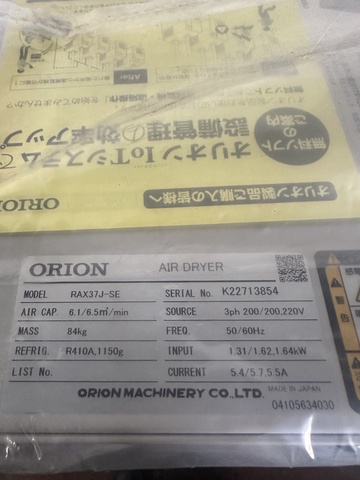 After
無料ソフト
の
ご案内
オリオンIoTシステムで
設備管理の効率アップ
オリオン製品ご購入の皆様へ
ORION
ORION AIR DRYER
MODEL RAX37J-SE SERIAL No. K22713854
AIR CAP. 6.1/6.5㎥/min SOURCE 3ph 200/200,220V
MASS 84kg FREQ. 50/60Hz
REFRIG. R410A,1150g INPUT 1.31/1.62,1.64kW
LIST No. CURRENT 5.4/5.7,5.5A
ORION MACHINERY CO.,LTD. MADE IN JAPAN
04105634030